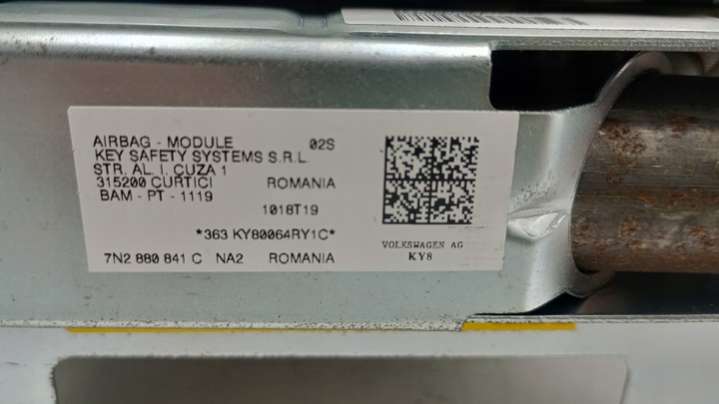 AIRBAG - MODULE 02S
KEY SAFETY SYSTEMS S.R.L.
STR. AL. I. CUZA 1
315200 CURTICI ROMANIA
BAM - PT - 1119
1018T19
*363 KY80064RY1C*
7N2 880 841 C NA2 ROMANIA
VOLKSWAGEN AG
KY8